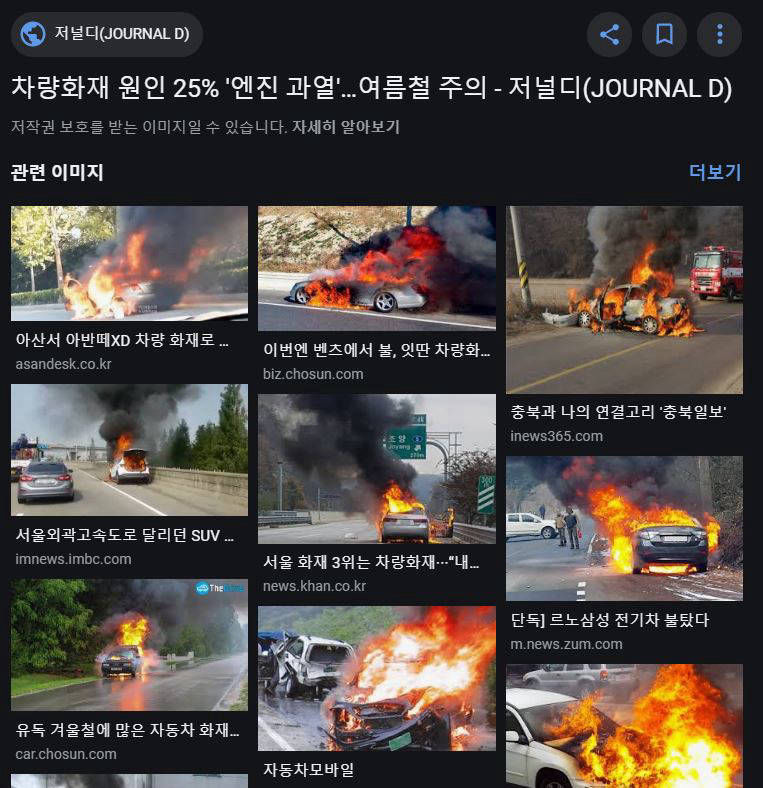 저널디(JOURNAL D)
차량화재 원인 25% '엔진 과열'...여름철 주의 - 저널디(JOURNAL D)
저작권 보호를 받는 이미지일 수 있습니다. 자세히 알아보기
관련 이미지
더보기
아산서 아반떼XD 차량 화재로 ...
asandesk.co.kr
이번엔 벤츠에서 불, 잇딴 차량화...
biz.chosun.com
충북과 나의 연결고리 '충북일보'
inews365.com
서울외곽고속도로 달리던 SUV ...
imnews.imbc.com
조양
Joyang
서울 화재 3위는 차량화재…“내...
news.khan.co.kr
단독] 르노삼성 전기차 불탔다
m.news.zum.com
유독 겨울철에 많은 자동차 화재...
car.chosun.com
자동차모바일